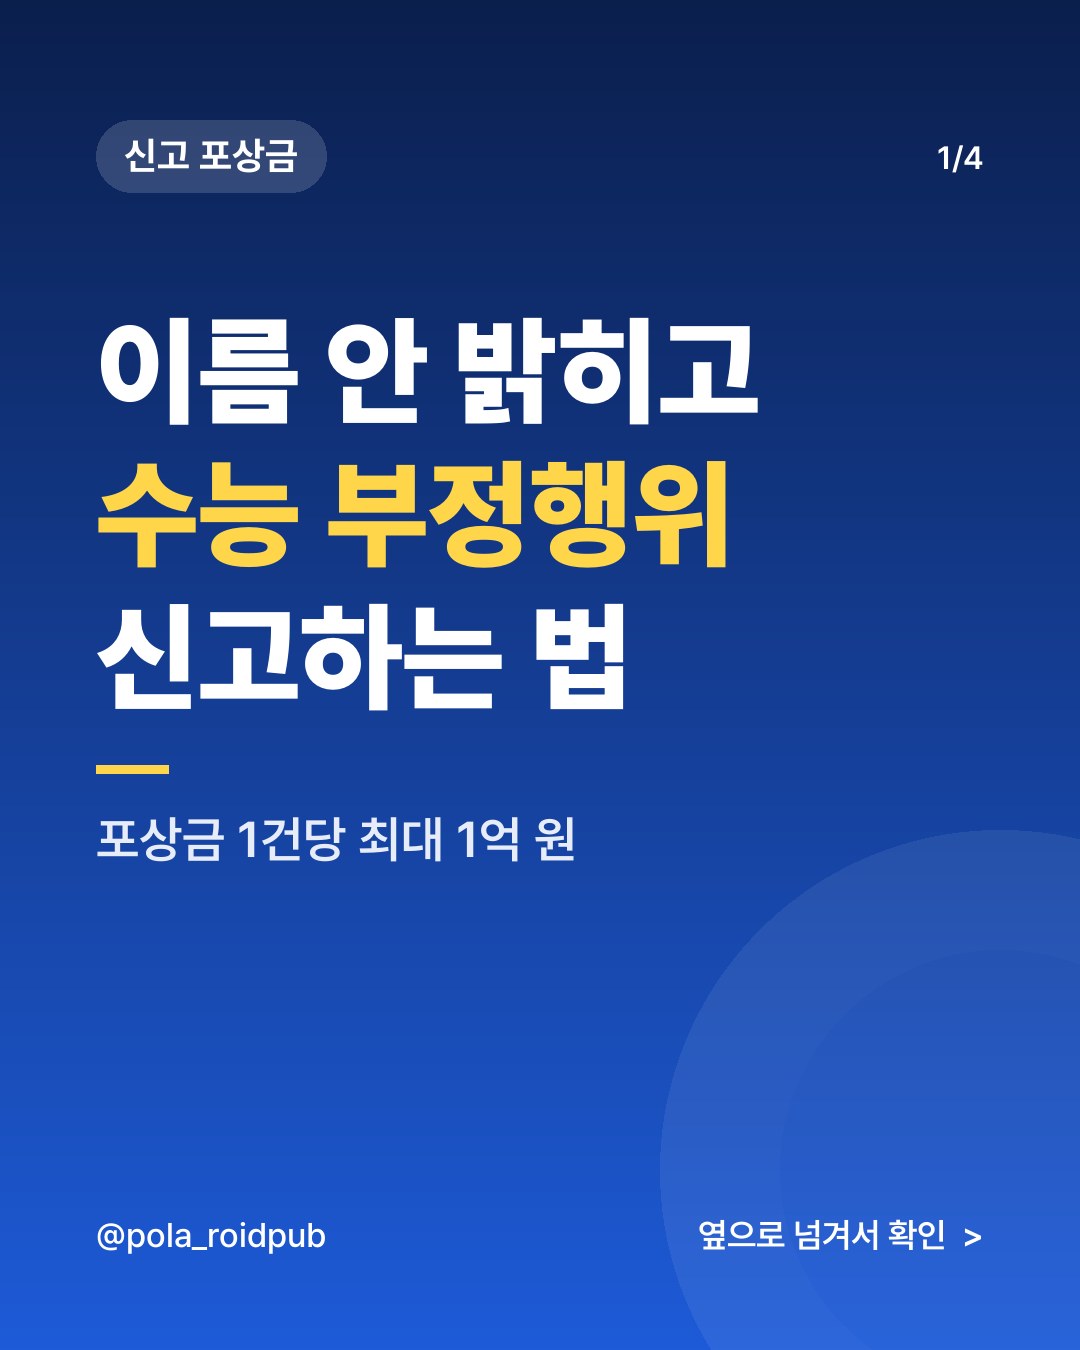 신고 포상금
1/4
이름 안 밝히고
수능 부정행위
신고하는 법
포상금 1건당 최대 1억 원
@pola_roidpub
옆으로 넘겨서 확인 >